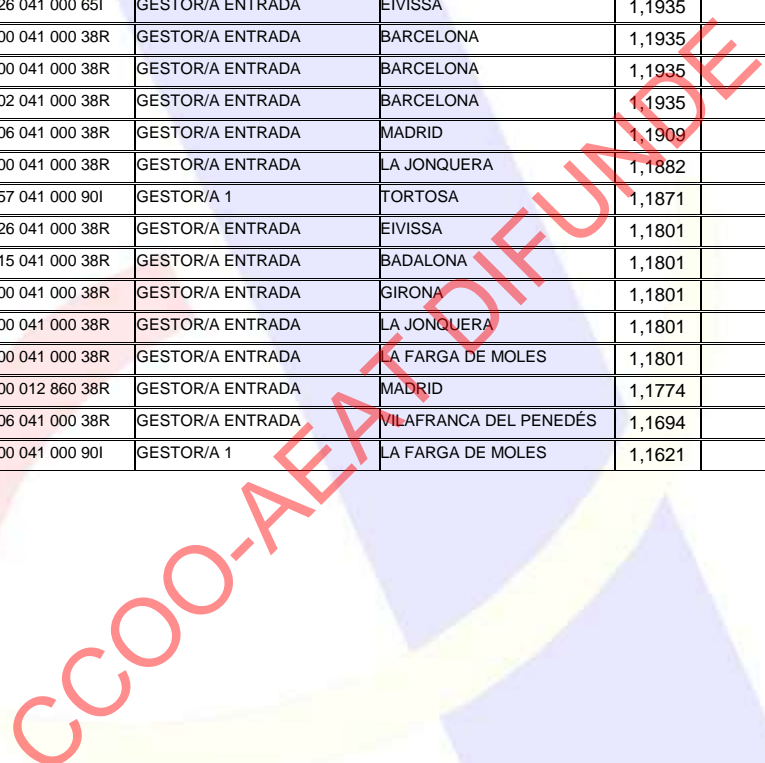 26 041 000 65I GESTOR/A ENTRADA EIVISSA 1,1935
00 041 000 38R GESTOR/A ENTRADA BARCELONA 1,1935
00 041 000 38R GESTOR/A ENTRADA BARCELONA 1,1935
02 041 000 38R GESTOR/A ENTRADA BARCELONA 1,1935
06 041 000 38R GESTOR/A ENTRADA MADRID 1,1909
00 041 000 38R GESTOR/A ENTRADA LA JONQUERA 1,1882
57 041 000 90I GESTOR/A 1 TORTOSA 1,1871
26 041 000 38R GESTOR/A ENTRADA EIVISSA 1,1801
15 041 000 38R GESTOR/A ENTRADA BADALONA 1,1801
00 041 000 38R GESTOR/A ENTRADA GIRONA 1,1801
00 041 000 38R GESTOR/A ENTRADA LA JONQUERA 1,1801
00 041 000 38R GESTOR/A ENTRADA LA FARGA DE MOLES 1,1801
00 012 860 38R GESTOR/A ENTRADA MADRID 1,1774
06 041 000 38R GESTOR/A ENTRADA VILAFRANCA DEL PENEDÉS 1,1694
00 041 000 90I GESTOR/A 1 LA FARGA DE MOLES 1,1621
CCOO-AEAT DIFUNDE